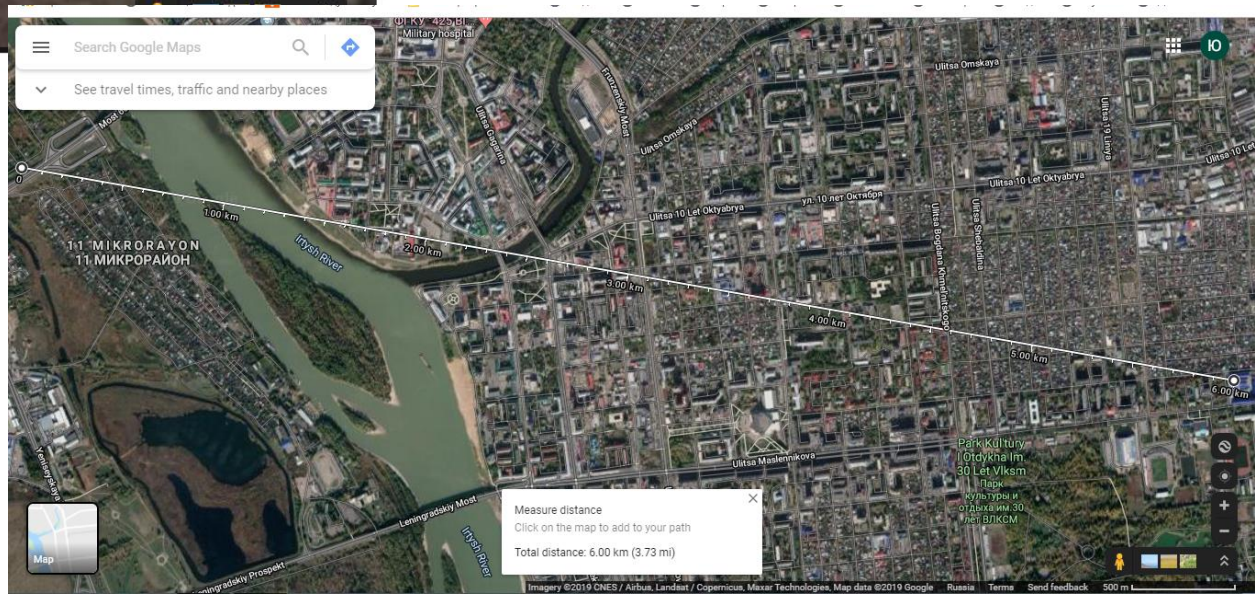 ФГКУ "425 ВГ
Military hospital
Search Google Maps
See travel times, traffic and nearby places
Ю
Most
Frunzenskiy Most
Ulitsa Gagarina
Ulitsa Omskaya
Ulitsa Omskaya
Ulitsa 19 Liniya
Ulitsa 10 Let
Ulitsa 10 Let Oktyabrya
ул. 10 лет Октября
Ulitsa 10 Let Oktyabrya
Ulitsa Bogdana Khmel'nitskogo
Ulitsa Shebaldina
0
1.00 km
2.00 km
3.00 km
4.00 km
5.00 km
6.00 km
11 MIKRORAYON
11 МИКРОРАЙОН
Irtysh River
Yeniseyskaya
Ulitsa Maslennikova
Park Kul'tury
I Otdykha Im.
30 Let Vlksm
Парк
культуры и
отдыха им.30
лет ВЛКСМ
Leningradskiy Most
Leningradskiy Prospekt
Irtysh River
Map
Measure distance
Click on the map to add to your path
Total distance: 6.00 km (3.73 mi)
Imagery ©2019 CNES / Airbus, Landsat / Copernicus, Maxar Technologies, Map data ©2019 Google Russia Terms Send feedback 500 m